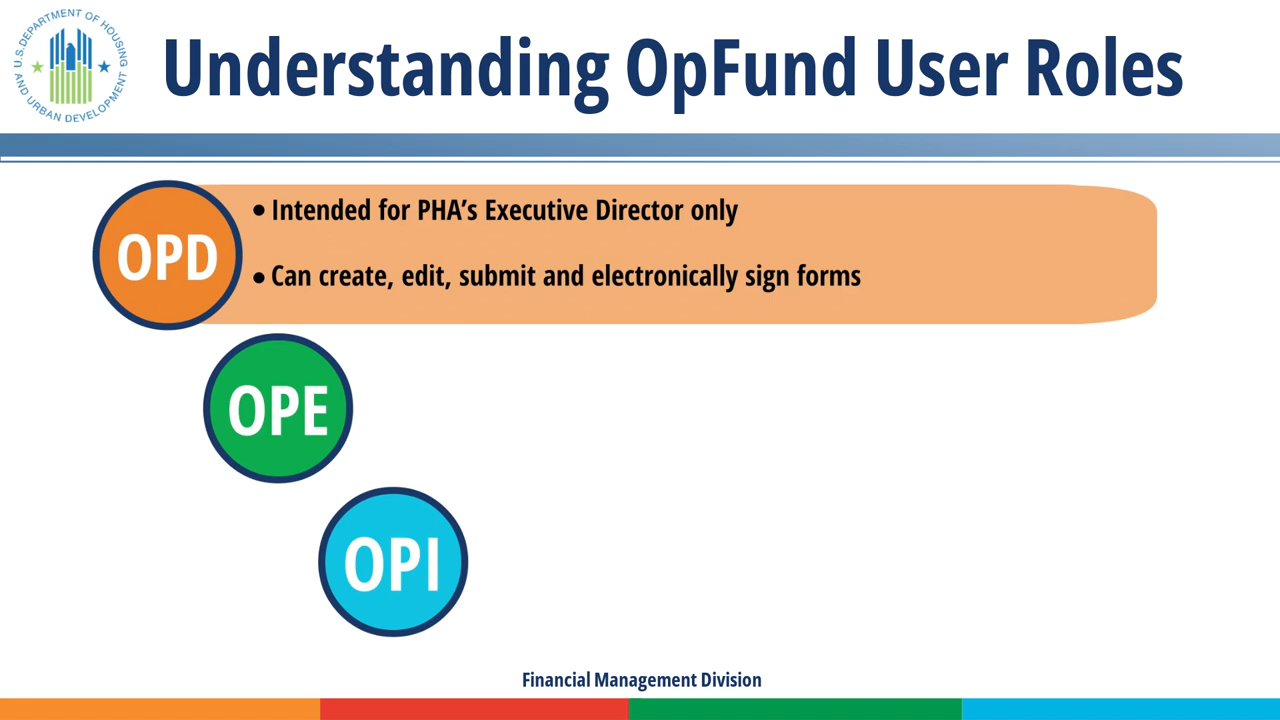 U.S. DEPARTMENT OF HOUSING
AND URBAN DEVELOPMENT
Understanding OpFund User Roles
OPD
• Intended for PHA's Executive Director only
• Can create, edit, submit and electronically sign forms
OPE
OPI
Financial Management Division